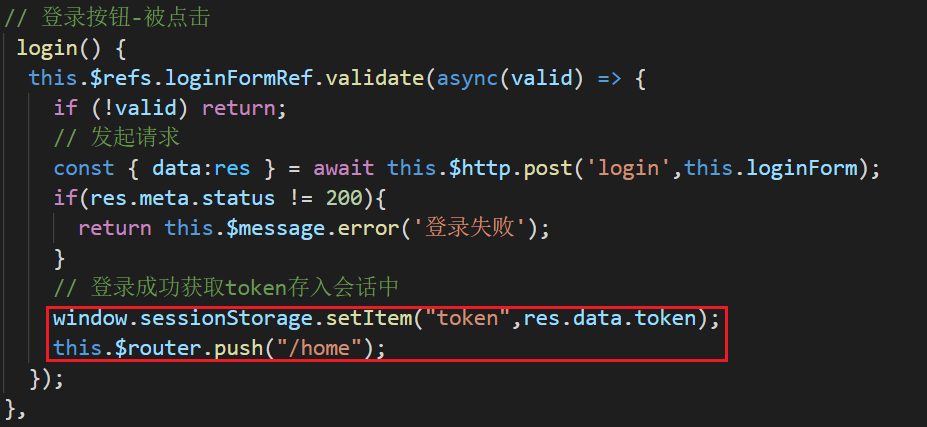 // 登录按钮-被点击
login() {
this.$refs.loginFormRef.validate(async(valid) => {
if (!valid) return;
// 发起请求
const { data:res } = await this.$http.post('login',this.loginForm);
if(res.meta.status != 200){
return this.$message.error('登录失败');
}
// 登录成功获取token存入会话中
window.sessionStorage.setItem("token",res.data.token);
this.$router.push("/home");
});
},